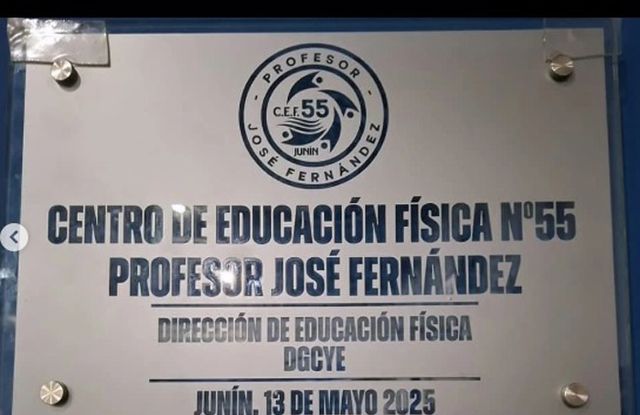 - PROFESOR -
C.E.F. 55
JUNÍN
JOSÉ FERNÁNDEZ
CENTRO DE EDUCACIÓN FÍSICA Nº55
PROFESOR JOSÉ FERNÁNDEZ
DIRECCIÓN DE EDUCACIÓN FÍSICA
DGCYE
JUNÍN, 13 DE MAYO 2025